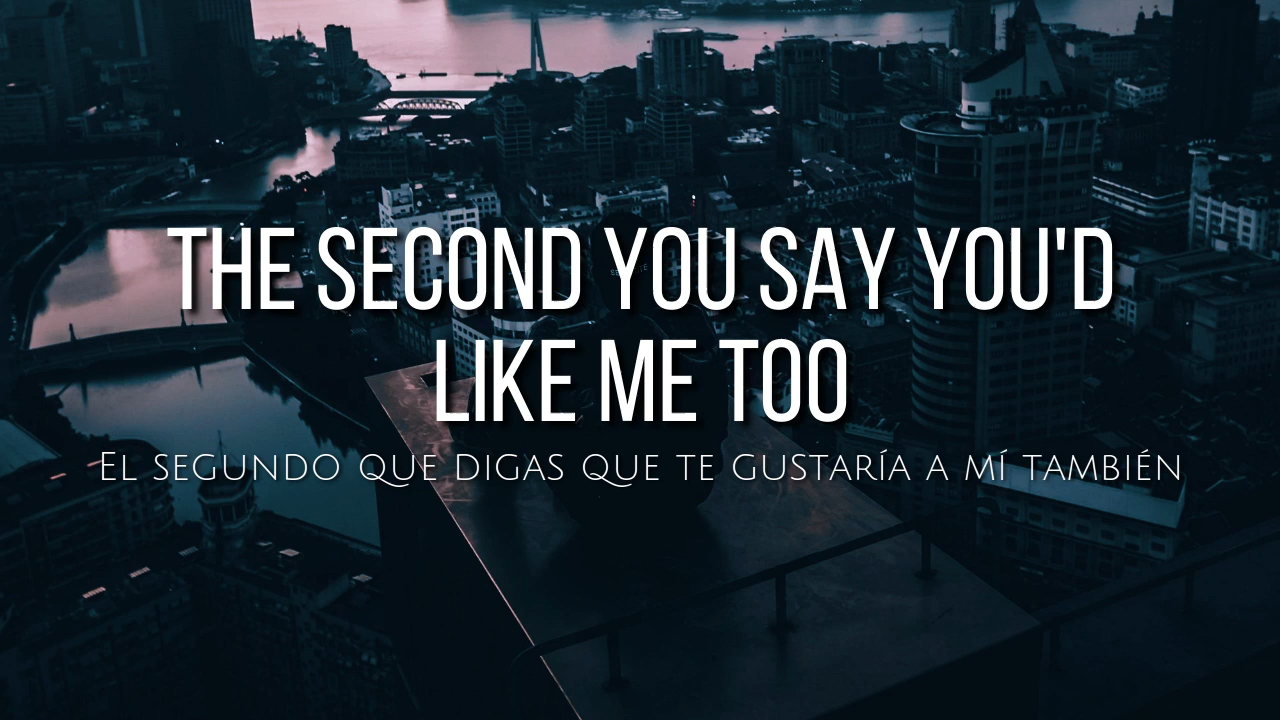 THE SECOND YOU SAY YOU'D
LIKE ME TOO
EL SEGUNDO QUE DIGAS QUE TE GUSTARÍA A MÍ TAMBIÉN